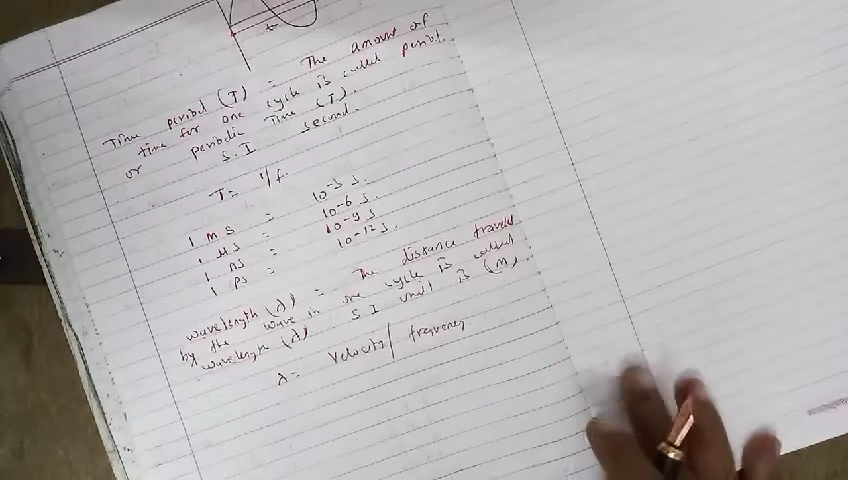 t
Time period (T) = The amount of
time for one cycle is called period.
or periodic Time (T).
S.I second.
T = 1/f.
1 ms = 10-3 s.
1 μs = 10-6 s.
1 ns = 10-9 s
1 ps = 10-12 s.
wavelength (λ) = The distance travel
by the wave in one cycle is called
wavelength (λ) S I unit is (m).
λ = velocity/ frequency